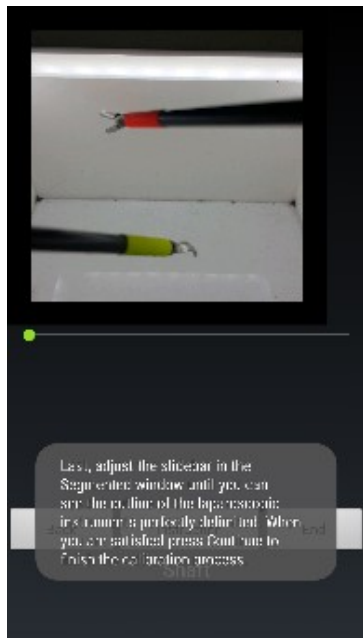 Last, adjust the slidebar in the
Segmented window until you can
see the outline of the laparoscopic
instruments perfectly delimited. When
you are satisfied press Continue to
finish the calibration process
Shaft